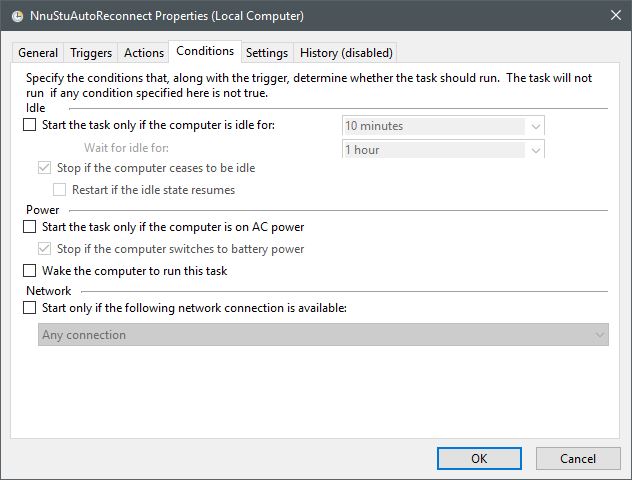 NnuStuAutoReconnect Properties (Local Computer)
General Triggers Actions Conditions Settings History (disabled)
Specify the conditions that, along with the trigger, determine whether the task should run. The task will not
run if any condition specified here is not true.
Idle
Start the task only if the computer is idle for: 10 minutes
Wait for idle for: 1 hour
Stop if the computer ceases to be idle
Restart if the idle state resumes
Power
Start the task only if the computer is on AC power
Stop if the computer switches to battery power
Wake the computer to run this task
Network
Start only if the following network connection is available:
Any connection
OK Cancel